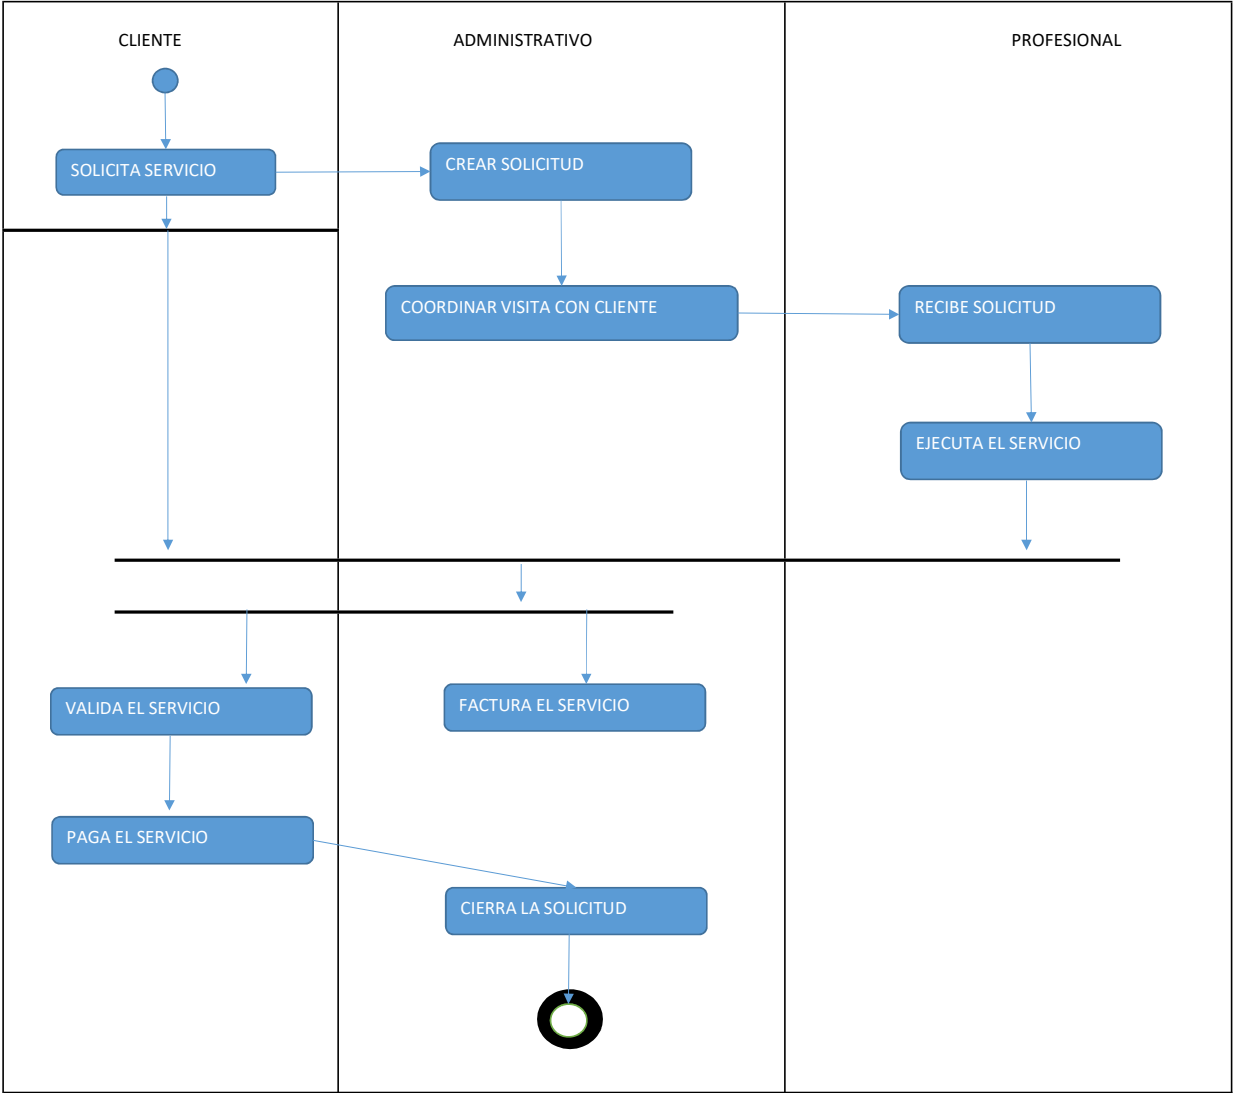 CLIENTE
ADMINISTRATIVO
PROFESIONAL
SOLICITA SERVICIO
CREAR SOLICITUD
COORDINAR VISITA CON CLIENTE
RECIBE SOLICITUD
EJECUTA EL SERVICIO
VALIDA EL SERVICIO
FACTURA EL SERVICIO
PAGA EL SERVICIO
CIERRA LA SOLICITUD